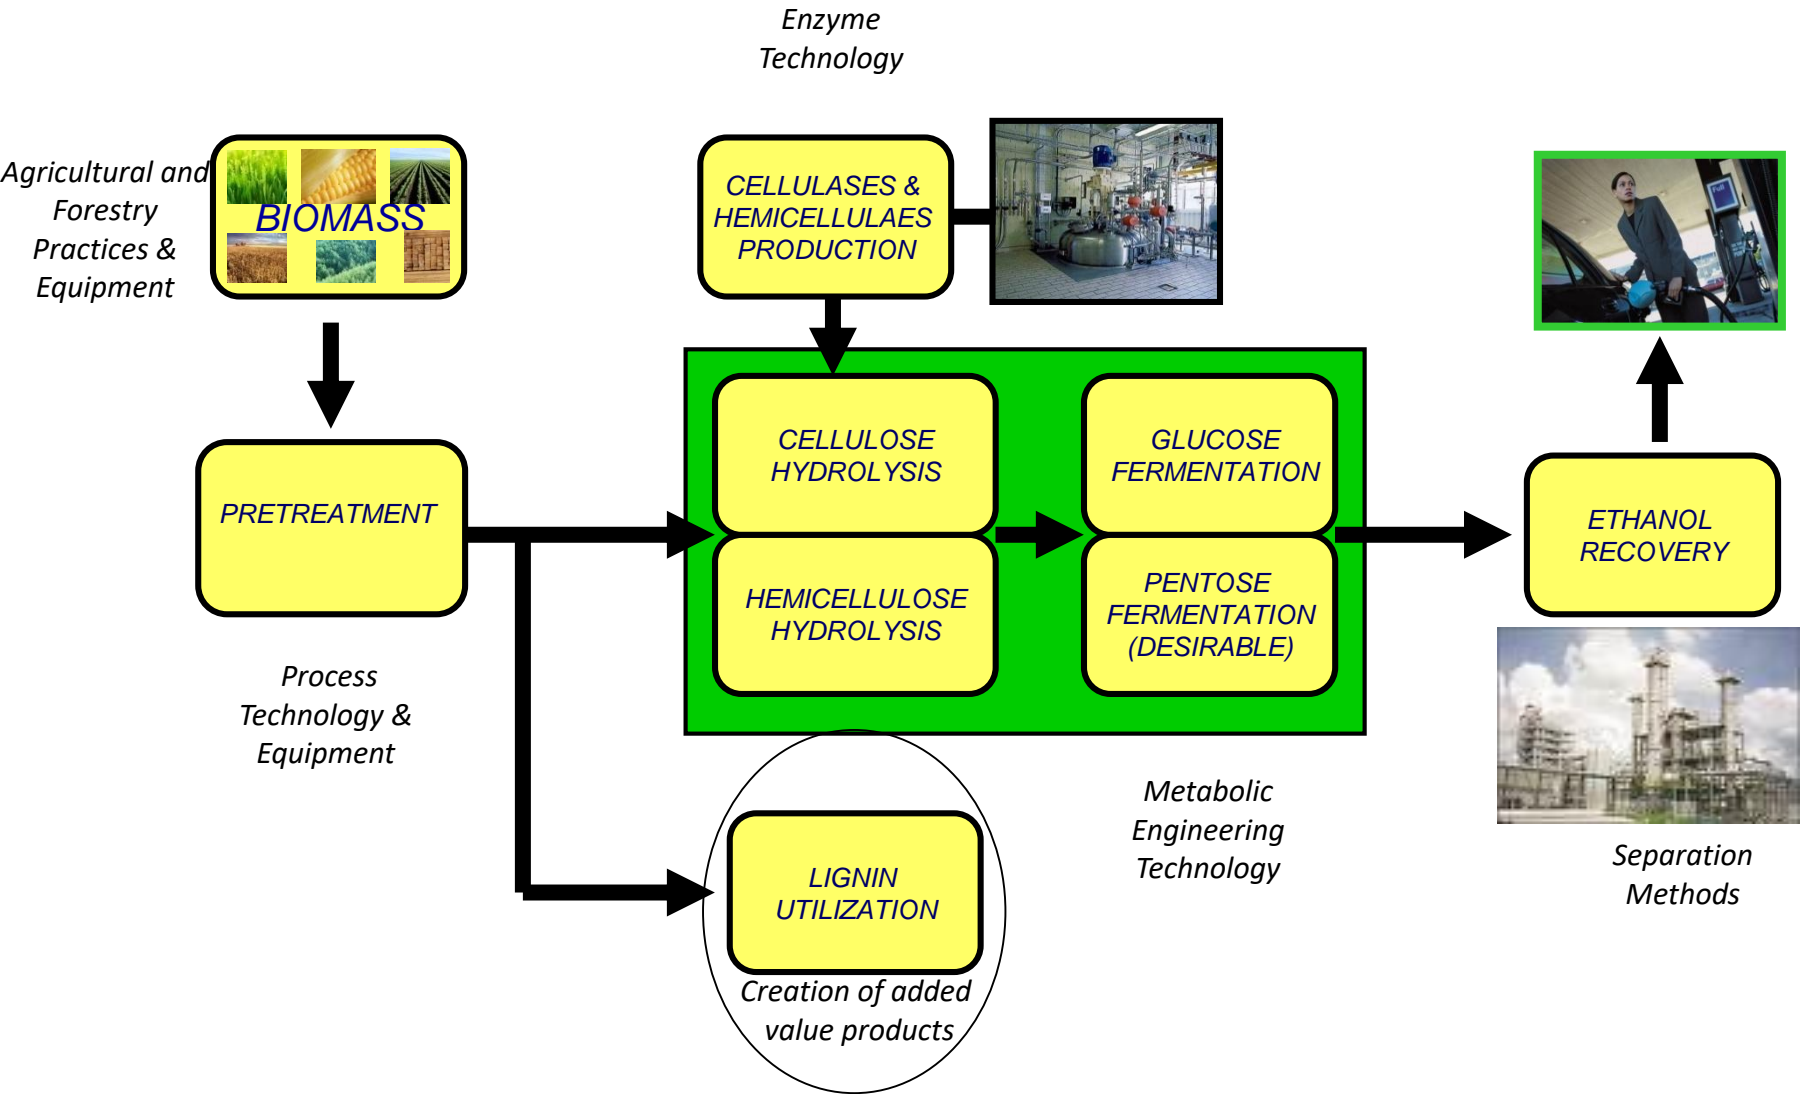 Enzyme
Technology
Agricultural and
Forestry
Practices &
Equipment
BIOMASS
CELLULASES &
HEMICELLULAES
PRODUCTION
CELLULOSE
HYDROLYSIS
GLUCOSE
FERMENTATION
PRETREATMENT
HEMICELLULOSE
HYDROLYSIS
PENTOSE
FERMENTATION
(DESIRABLE)
ETHANOL
RECOVERY
Process
Technology &
Equipment
Metabolic
Engineering
Technology
Separation
Methods
LIGNIN
UTILIZATION
Creation of added
value products
Full